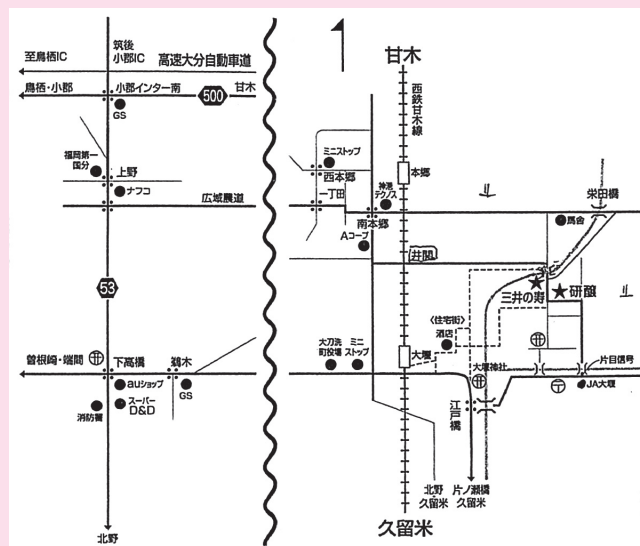 至鳥栖IC
筑後
小郡IC
高速大分自動車道
鳥栖・小郡
小郡インター南
500
甘木
GS
福岡第一
国分
上野
ナフコ
広域農道
53
曽根崎・端間
下高橋
鵜木
auショップ
GS
スーパー
D&D
消防署
北野
甘木
西鉄甘木線
ミニストップ
西本郷
本郷
一丁田
神港
テクノス
南本郷
Aコープ
栄田橋
馬舎
井関
三井の寿
研醸
〈住宅街〉
酒店
大刀洗
町役場
ミニ
ストップ
大堰
大堰神社
片目信号
JA大堰
江戸橋
北野
久留米
片ノ瀬橋
久留米
久留米